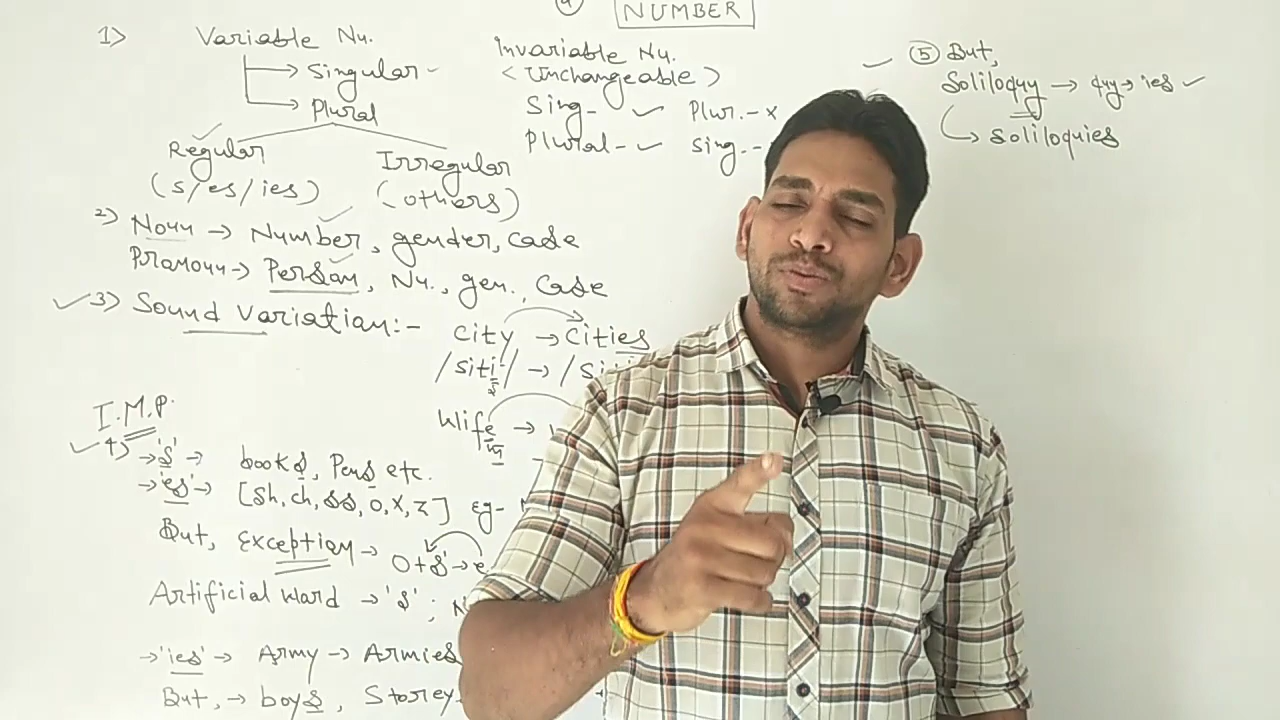 4 NUMBER
1> Variable Nu.
→ Singular -
→ Plural
Regular Irregular
(s/es/ies) (others)
Invariable Nu.
<Unchangeable>
Sing- ✓ Plur.-x
Plural- ✓ sing.-
✓ ⑤ But,
Soliloquy → quy→ies ✓
→ soliloquies
2) Noun → Number, gender, case
Pronoun → Person, Nu., gen., case
✓3) Sound Variation:-
city → cities
/siti/ → /
Wife →
I.M.P.
✓4) → 's' → books, Pens etc.
→ 'es' → [sh, ch, ss, o, x, z] eg-
But, exception → O+s'→e
Artificial Word → 's' ;
→ 'ies' → Army → Armies
But, → boys, Storey